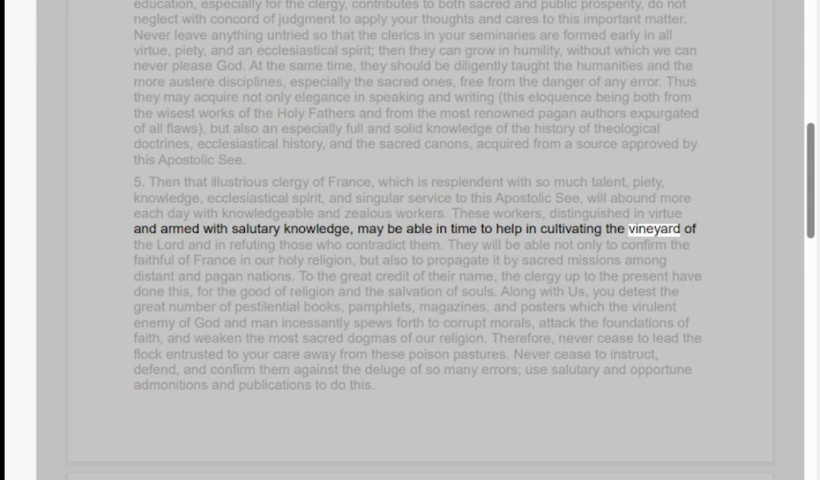 education, especially for the clergy, contributes to both sacred and public prosperity, do not
neglect with concord of judgment to apply your thoughts and cares to this important matter.
Never leave anything untried so that the clerics in your seminaries are formed early in all
virtue, piety, and an ecclesiastical spirit; then they can grow in humility, without which we can
never please God. At the same time, they should be diligently taught the humanities and the
more austere disciplines, especially the sacred ones, free from the danger of any error. Thus
they may acquire not only elegance in speaking and writing (this eloquence being both from
the wisest works of the Holy Fathers and from the most renowned pagan authors expurgated
of all flaws), but also an especially full and solid knowledge of the history of theological
doctrines, ecclesiastical history, and the sacred canons, acquired from a source approved by
this Apostolic See.
5. Then that illustrious clergy of France, which is resplendent with so much talent, piety,
knowledge, ecclesiastical spirit, and singular service to this Apostolic See, will abound more
each day with knowledgeable and zealous workers. These workers, distinguished in virtue
and armed with salutary knowledge, may be able in time to help in cultivating the vineyard of
the Lord and in refuting those who contradict them. They will be able not only to confirm the
faithful of France in our holy religion, but also to propagate it by sacred missions among
distant and pagan nations. To the great credit of their name, the clergy up to the present have
done this, for the good of religion and the salvation of souls. Along with Us, you detest the
great number of pestilential books, pamphlets, magazines, and posters which the virulent
enemy of God and man incessantly spews forth to corrupt morals, attack the foundations of
faith, and weaken the most sacred dogmas of our religion. Therefore, never cease to lead the
flock entrusted to your care away from these poison pastures. Never cease to instruct,
defend, and confirm them against the deluge of so many errors; use salutary and opportune
admonitions and publications to do this.